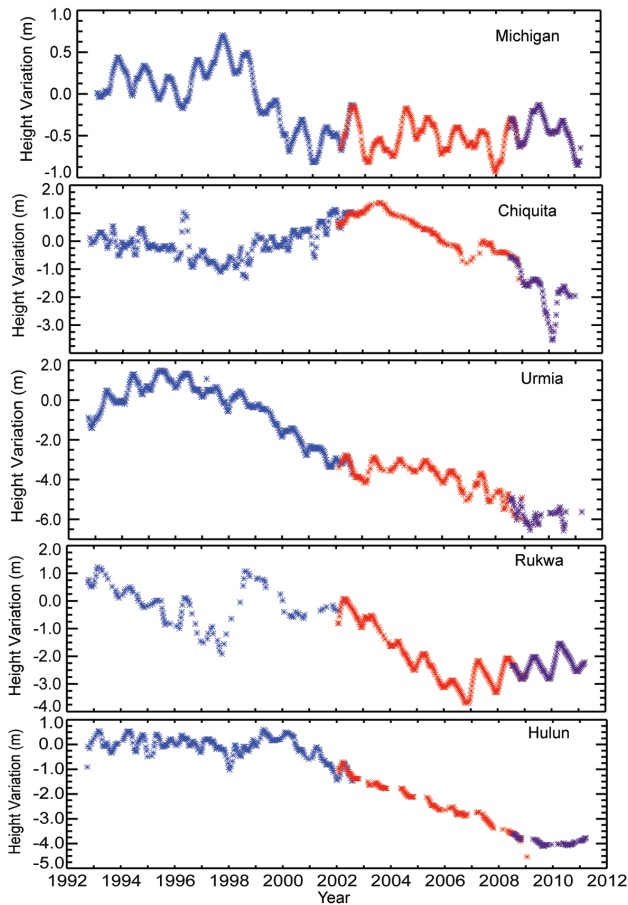 Michigan
Height Variation (m)
1.0
0.5
0.0
-0.5
-1.0
Chiquita
Height Variation (m)
2.0
1.0
0.0
-1.0
-2.0
-3.0
Urmia
Height Variation (m)
2.0
0.0
-2.0
-4.0
-6.0
Rukwa
Height Variation (m)
2.0
1.0
0.0
-1.0
-2.0
-3.0
-4.0
Hulun
Height Variation (m)
1.0
0.0
-1.0
-2.0
-3.0
-4.0
-5.0
1992 1994 1996 1998 2000 2002 2004 2006 2008 2010 2012
Year